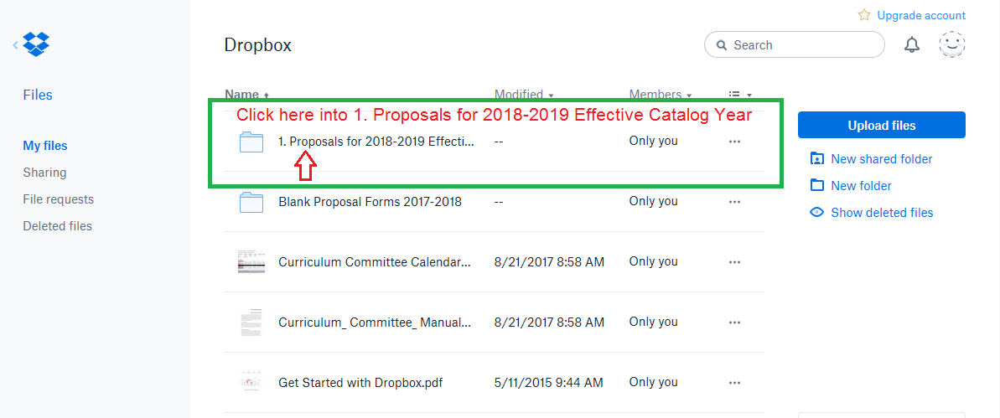 Upgrade account
Dropbox
Search
Files
My files
Sharing
File requests
Deleted files
Name Modified Members
Click here into 1. Proposals for 2018-2019 Effective Catalog Year
1. Proposals for 2018-2019 Effecti... -- Only you
Blank Proposal Forms 2017-2018 -- Only you
Curriculum Committee Calendar... 8/21/2017 8:58 AM Only you
Curriculum_ Committee_ Manual... 8/21/2017 8:58 AM Only you
Get Started with Dropbox.pdf 5/11/2015 9:44 AM Only you
Upload files
New shared folder
New folder
Show deleted files